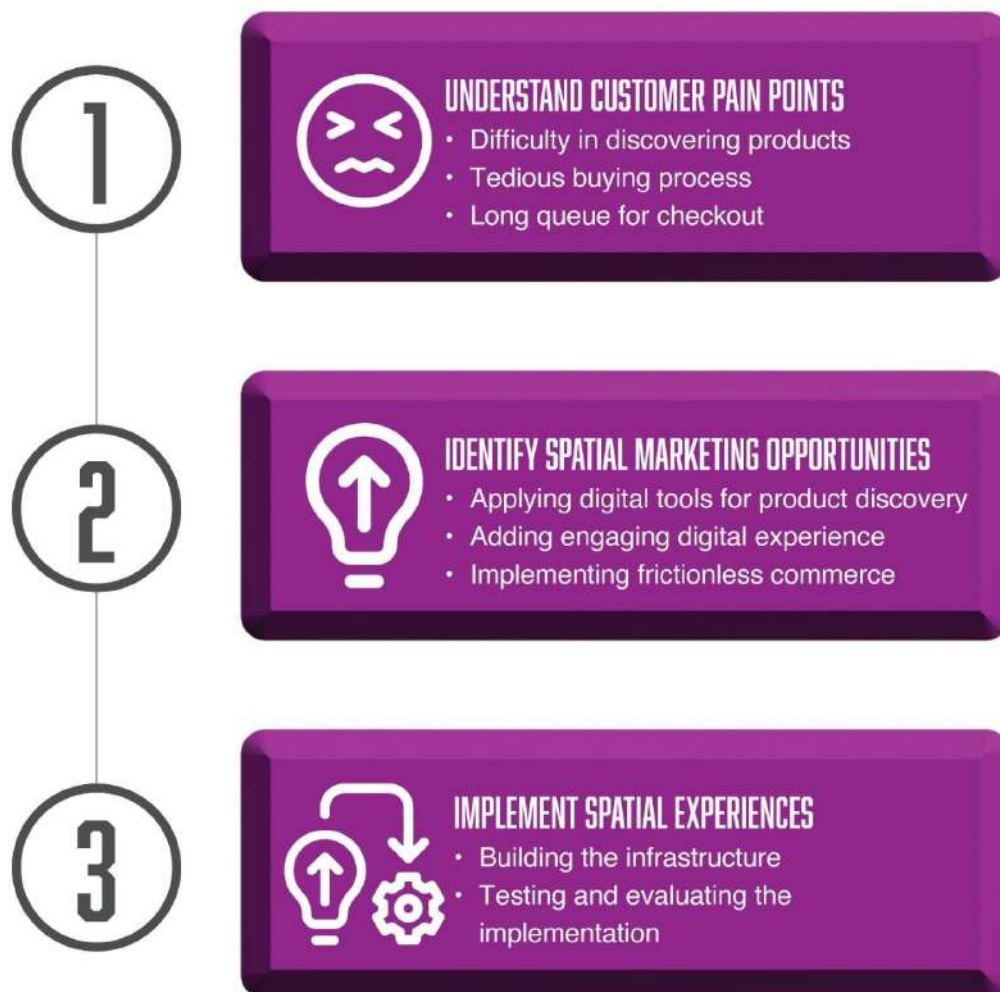 1
UNDERSTAND CUSTOMER PAIN POINTS
• Difficulty in discovering products
• Tedious buying process
• Long queue for checkout
2
IDENTIFY SPATIAL MARKETING OPPORTUNITIES
• Applying digital tools for product discovery
• Adding engaging digital experience
• Implementing frictionless commerce
3
IMPLEMENT SPATIAL EXPERIENCES
• Building the infrastructure
• Testing and evaluating the
implementation